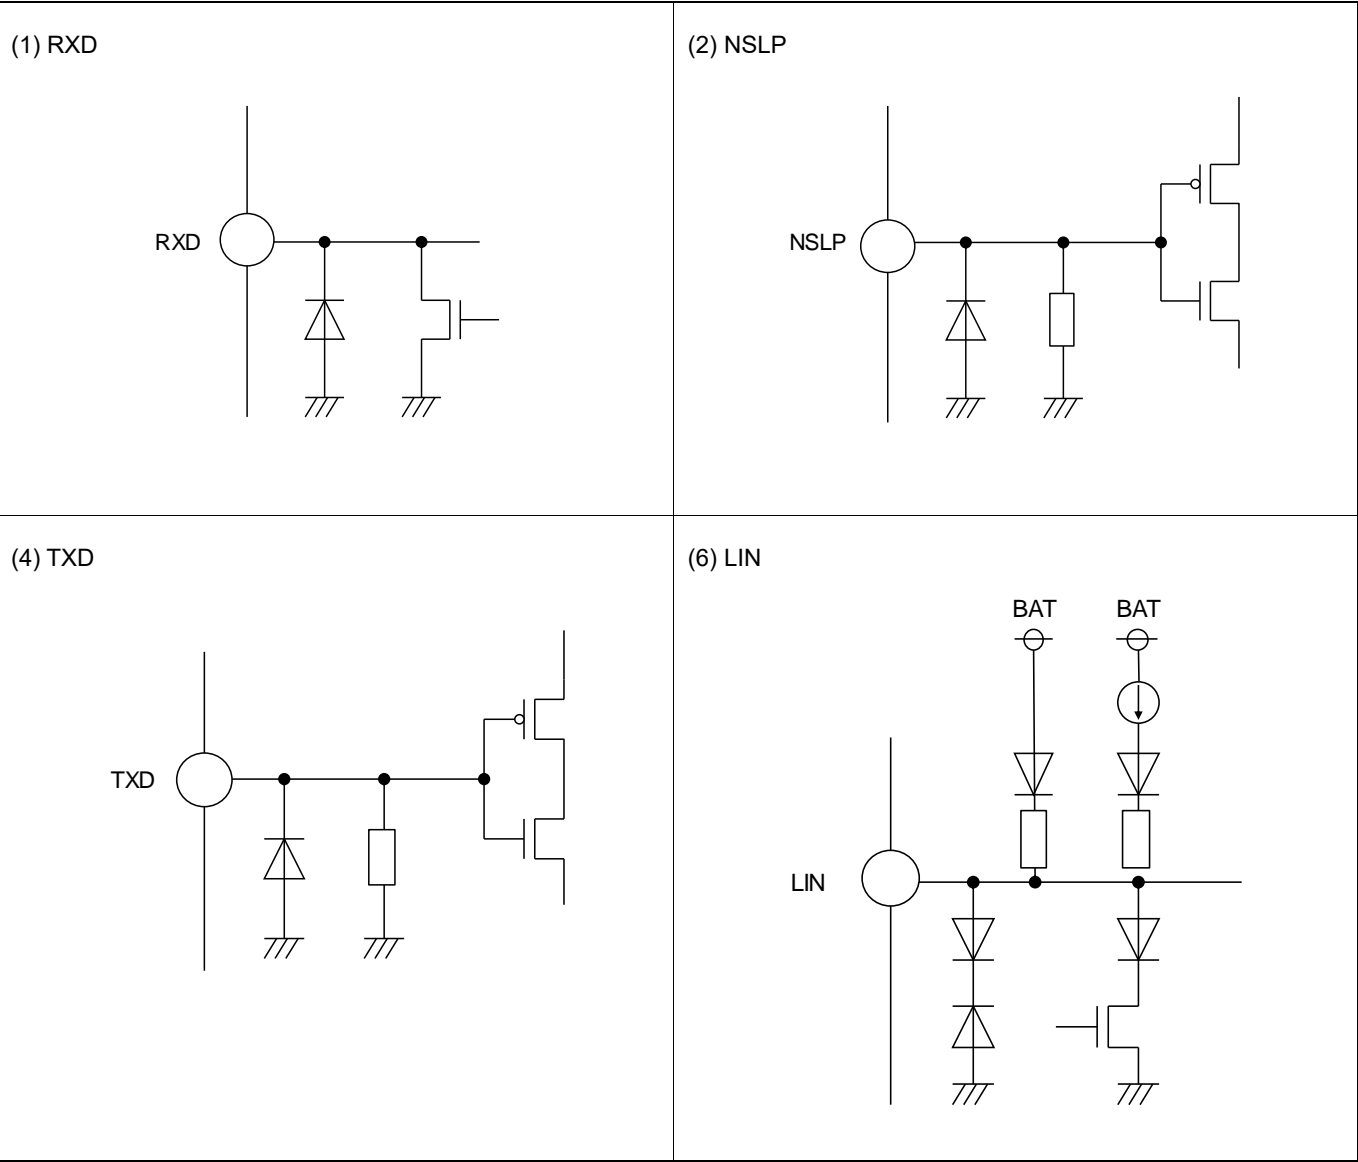 (1) RXD
RXD
(2) NSLP
NSLP
(4) TXD
TXD
(6) LIN
BAT BAT
LIN